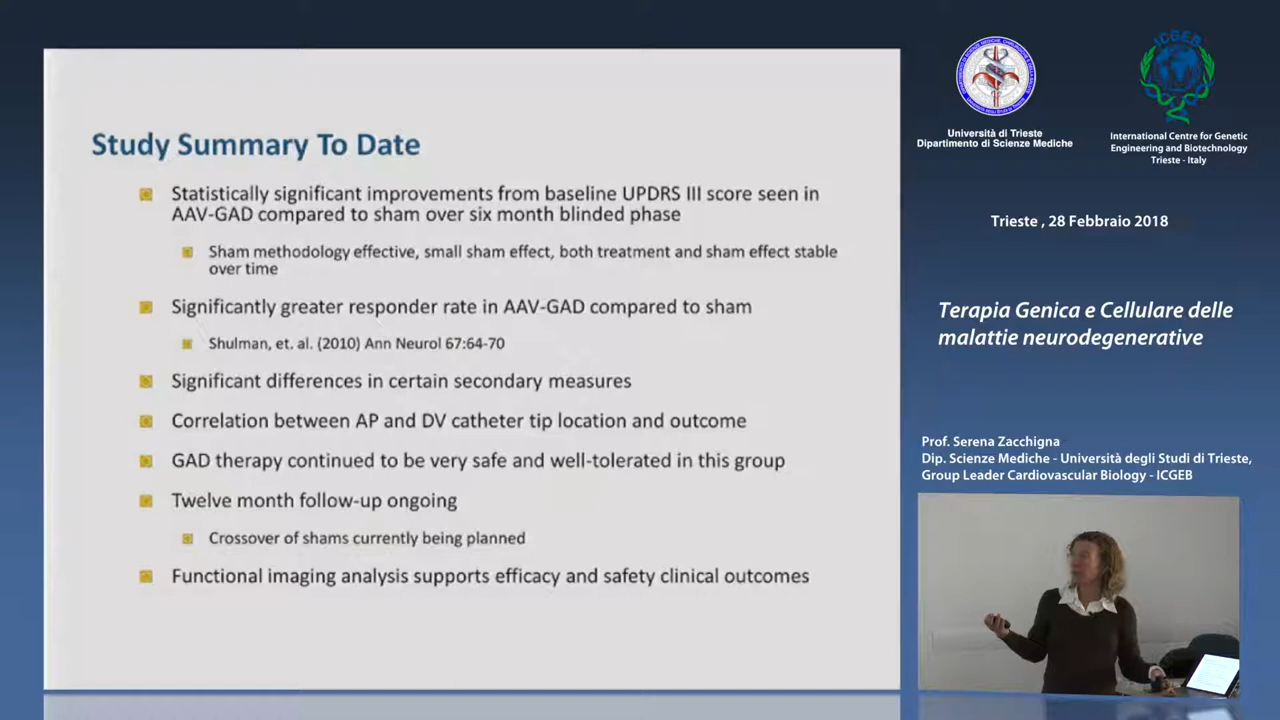 Study Summary To Date
Statistically significant improvements from baseline UPDRS III score seen in
AAV-GAD compared to sham over six month blinded phase
Sham methodology effective, small sham effect, both treatment and sham effect stable
over time
Significantly greater responder rate in AAV-GAD compared to sham
Shulman, et. al. (2010) Ann Neurol 67:64-70
Significant differences in certain secondary measures
Correlation between AP and DV catheter tip location and outcome
GAD therapy continued to be very safe and well-tolerated in this group
Twelve month follow-up ongoing
Crossover of shams currently being planned
Functional imaging analysis supports efficacy and safety clinical outcomes
Università di Trieste
Dipartimento di Scienze Mediche
ICGEB
International Centre for Genetic
Engineering and Biotechnology
Trieste - Italy
Trieste , 28 Febbraio 2018
Terapia Genica e Cellulare delle
malattie neurodegenerative
Prof. Serena Zacchigna
Dip. Scienze Mediche - Università degli Studi di Trieste,
Group Leader Cardiovascular Biology - ICGEB